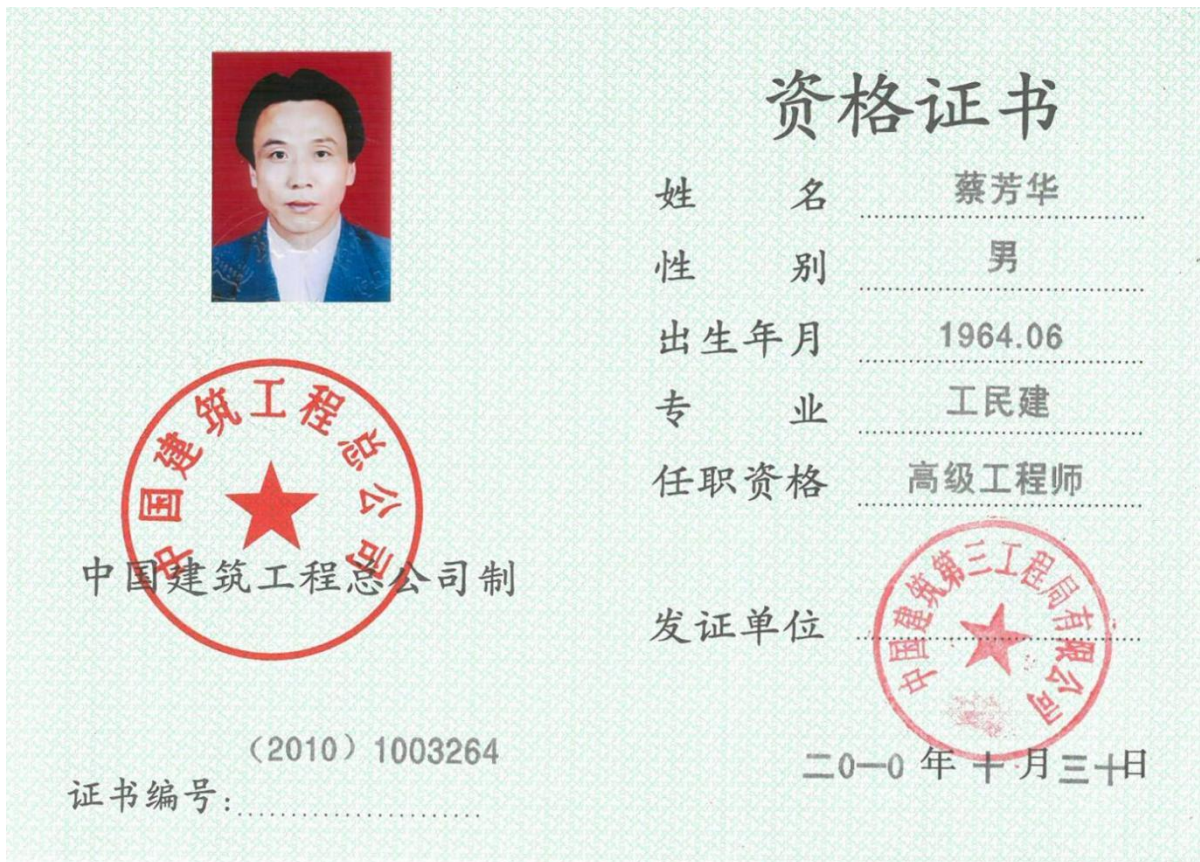 中国建筑工程总公司
中国建筑工程总公司制
（2010）1003264
证书编号：
资格证书
姓名 蔡芳华
性别 男
出生年月 1964.06
专业 工民建
任职资格 高级工程师
发证单位
中国建筑第三工程局有限公司
二0一0年十月三十日